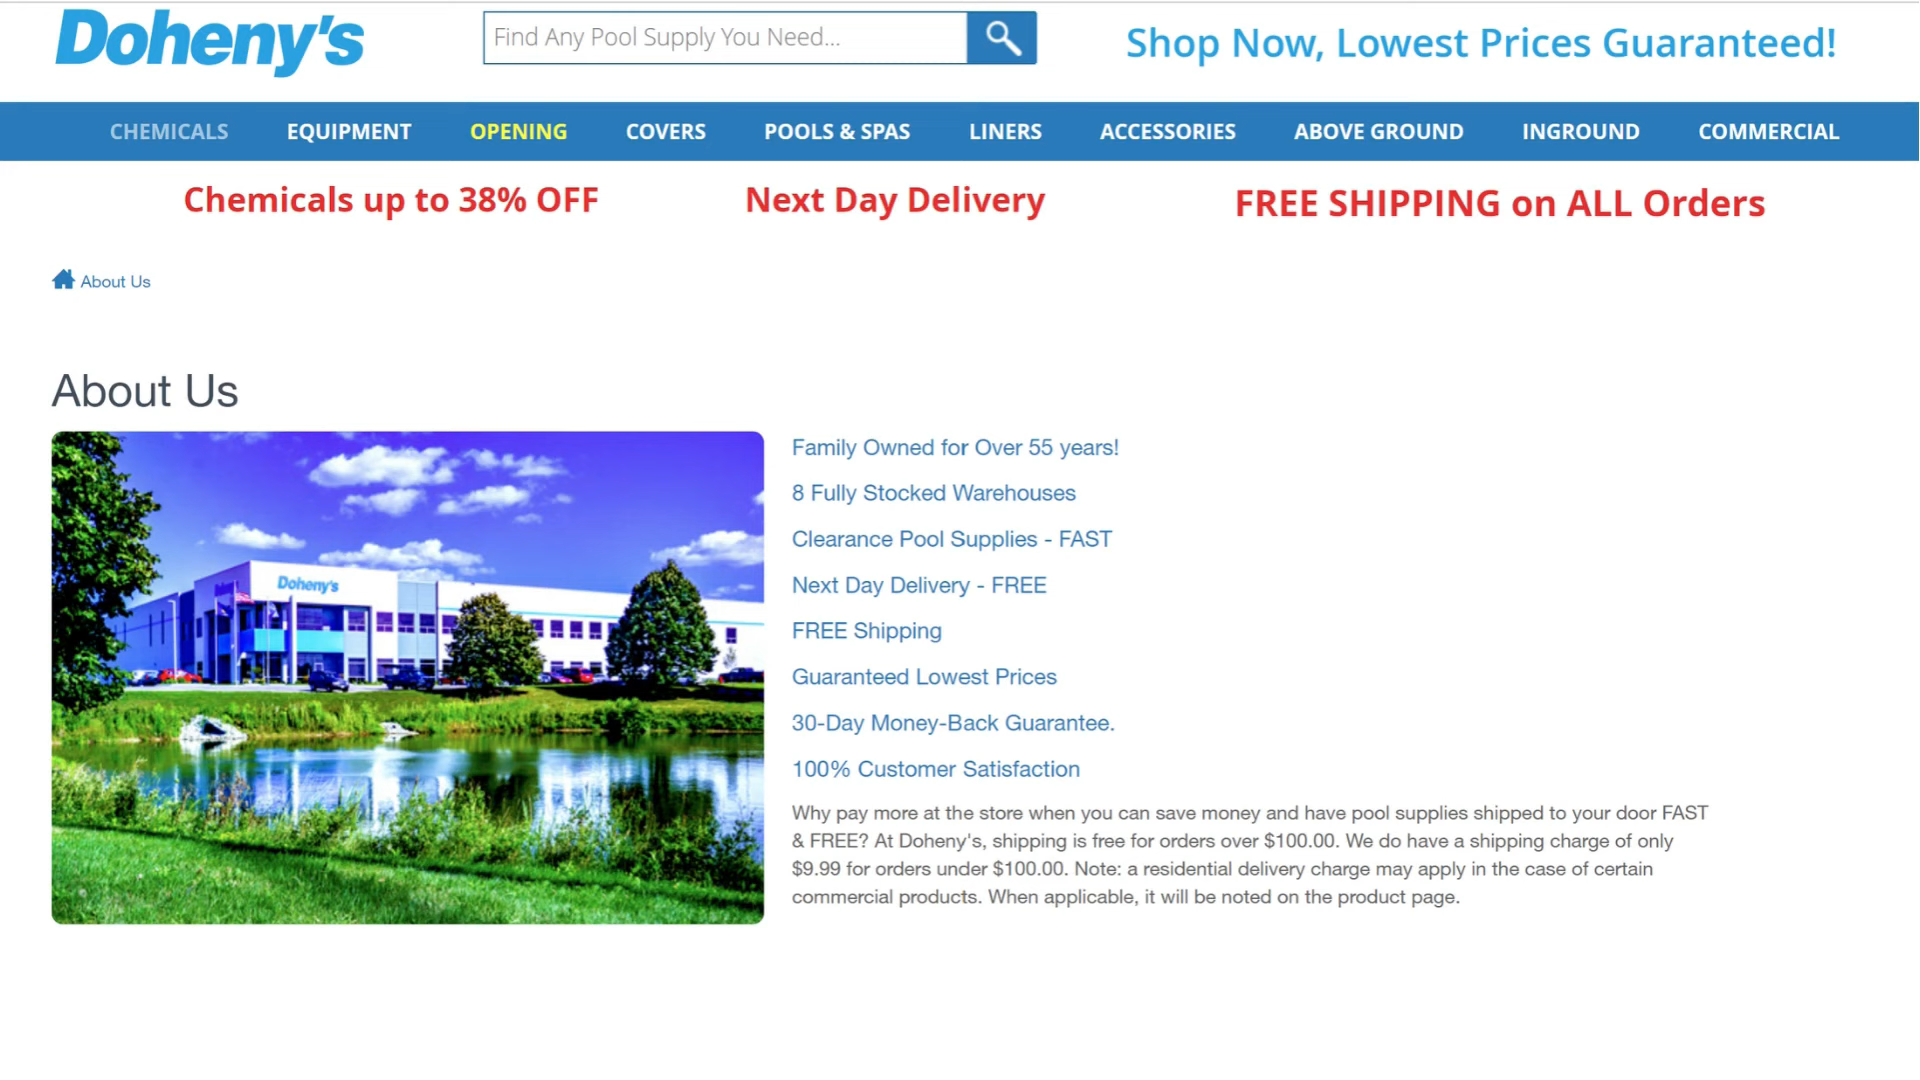 Doheny's
Find Any Pool Supply You Need...
Shop Now, Lowest Prices Guaranteed!
CHEMICALS EQUIPMENT OPENING COVERS POOLS & SPAS LINERS ACCESSORIES ABOVE GROUND INGROUND COMMERCIAL
Chemicals up to 38% OFF
Next Day Delivery
FREE SHIPPING on ALL Orders
About Us
About Us
Doheny's
Family Owned for Over 55 years!
8 Fully Stocked Warehouses
Clearance Pool Supplies - FAST
Next Day Delivery - FREE
FREE Shipping
Guaranteed Lowest Prices
30-Day Money-Back Guarantee.
100% Customer Satisfaction
Why pay more at the store when you can save money and have pool supplies shipped to your door FAST
& FREE? At Doheny's, shipping is free for orders over $100.00. We do have a shipping charge of only
$9.99 for orders under $100.00. Note: a residential delivery charge may apply in the case of certain
commercial products. When applicable, it will be noted on the product page.